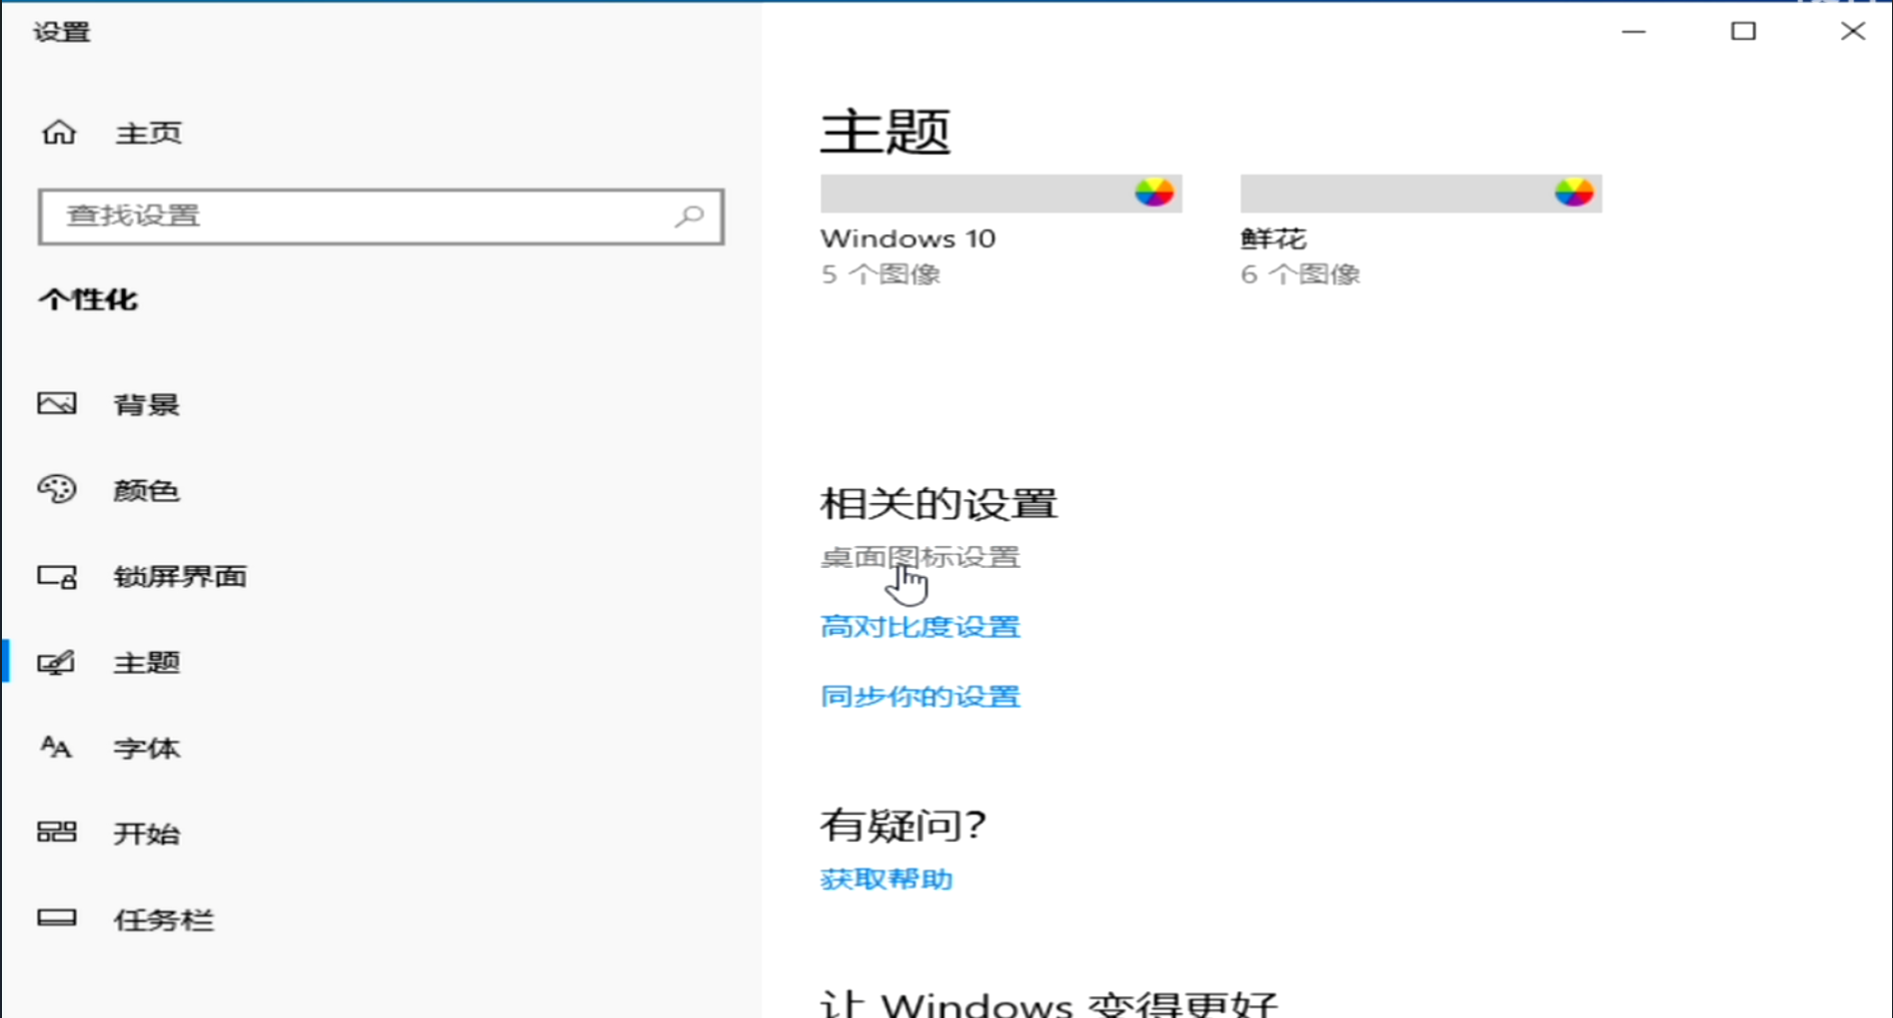 设置
主页
查找设置
个性化
背景
颜色
锁屏界面
主题
字体
开始
任务栏
主题
Windows 10
5 个图像
鲜花
6 个图像
相关的设置
桌面图标设置
高对比度设置
同步你的设置
有疑问?
获取帮助
让 Windows 变得更好